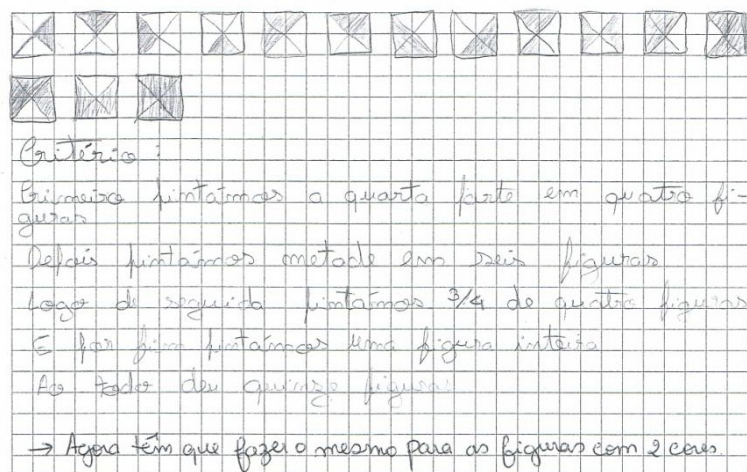 Critério:
Primeiro pintámos a quarta parte em quatro fi-
guras
Depois pintámos metade em seis figuras
Logo de seguida pintámos 3/4 de quatro figuras
E por fim pintámos uma figura inteira
Ao todo deu quinze figuras
→ Agora têm que fazer o mesmo para as figuras com 2 cores.